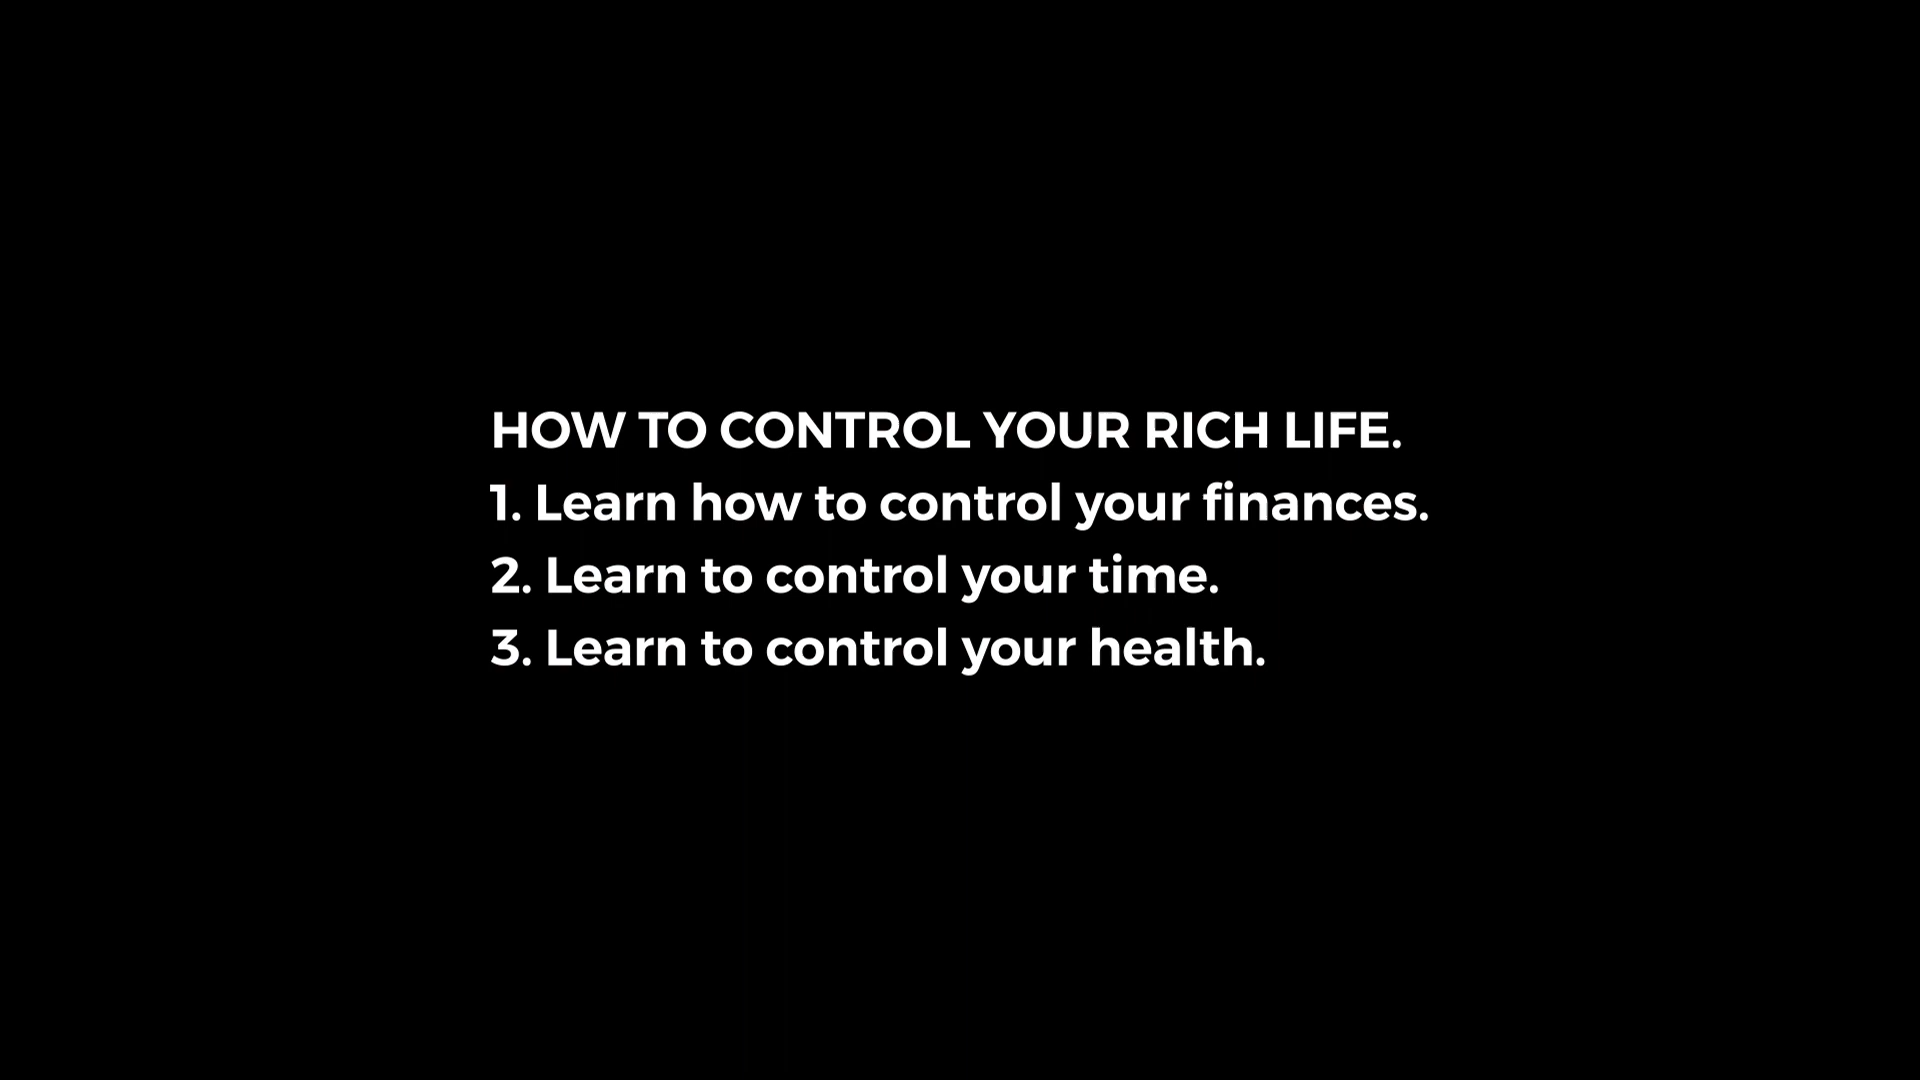 HOW TO CONTROL YOUR RICH LIFE.
1. Learn how to control your finances.
2. Learn to control your time.
3. Learn to control your health.